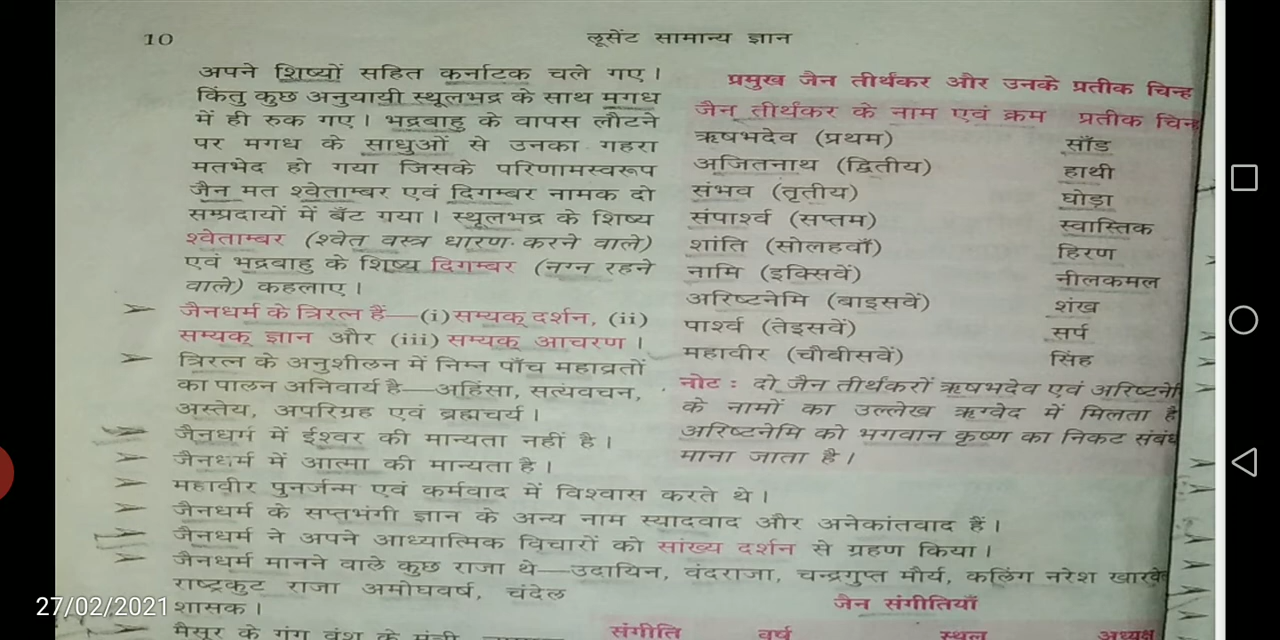 10
लूसेंट सामान्य ज्ञान
अपने शिष्यों सहित कर्नाटक चले गए।
किंतु कुछ अनुयायी स्थूलभद्र के साथ मगध
में ही रुक गए। भद्रबाहु के वापस लौटने
पर मगध के साधुओं से उनका गहरा
मतभेद हो गया जिसके परिणामस्वरूप
जैन मत श्वेताम्बर एवं दिगम्बर नामक दो
सम्प्रदायों में बँट गया। स्थूलभद्र के शिष्य
श्वेताम्बर (श्वेत वस्त्र धारण करने वाले)
एवं भद्रबाहु के शिष्य दिगम्बर (नग्न रहने
वाले) कहलाए।
जैनधर्म के त्रिरत्न हैं—(i) सम्यक् दर्शन, (ii)
सम्यक् ज्ञान और (iii) सम्यक् आचरण।
त्रिरत्न के अनुशीलन में निम्न पाँच महाव्रतों
का पालन अनिवार्य है—अहिंसा, सत्यवचन,
अस्तेय, अपरिग्रह एवं ब्रह्मचर्य।
प्रमुख जैन तीर्थंकर और उनके प्रतीक चिन्ह
जैन तीर्थंकर के नाम एवं क्रम प्रतीक चिन्ह
ऋषभदेव (प्रथम) साँड
अजितनाथ (द्वितीय) हाथी
संभव (तृतीय) घोड़ा
संपार्श्व (सप्तम) स्वास्तिक
शांति (सोलहवाँ) हिरण
नामि (इक्सिवें) नीलकमल
अरिष्टनेमि (बाइसवें) शंख
पार्श्व (तेइसवें) सर्प
महावीर (चौबीसवें) सिंह
नोट : दो जैन तीर्थंकरों ऋषभदेव एवं अरिष्टनेमि
के नामों का उल्लेख ऋग्वेद में मिलता है
अरिष्टनेमि को भगवान कृष्ण का निकट संबंध
माना जाता है।
जैनधर्म में ईश्वर की मान्यता नहीं है।
जैनधर्म में आत्मा की मान्यता है।
महावीर पुनर्जन्म एवं कर्मवाद में विश्वास करते थे।
जैनधर्म के सप्तभंगी ज्ञान के अन्य नाम स्यादवाद और अनेकांतवाद हैं।
जैनधर्म ने अपने आध्यात्मिक विचारों को सांख्य दर्शन से ग्रहण किया।
जैनधर्म मानने वाले कुछ राजा थे—उदायिन, वंदराजा, चन्द्रगुप्त मौर्य, कलिंग नरेश खारवेल
राष्ट्रकुट राजा अमोघवर्ष, चंदेल
शासक।
जैन संगीतियाँ
मैसूर के गंग वंश के मंत्री
संगीति वर्ष स्थल अध्यक्ष
27/02/2021